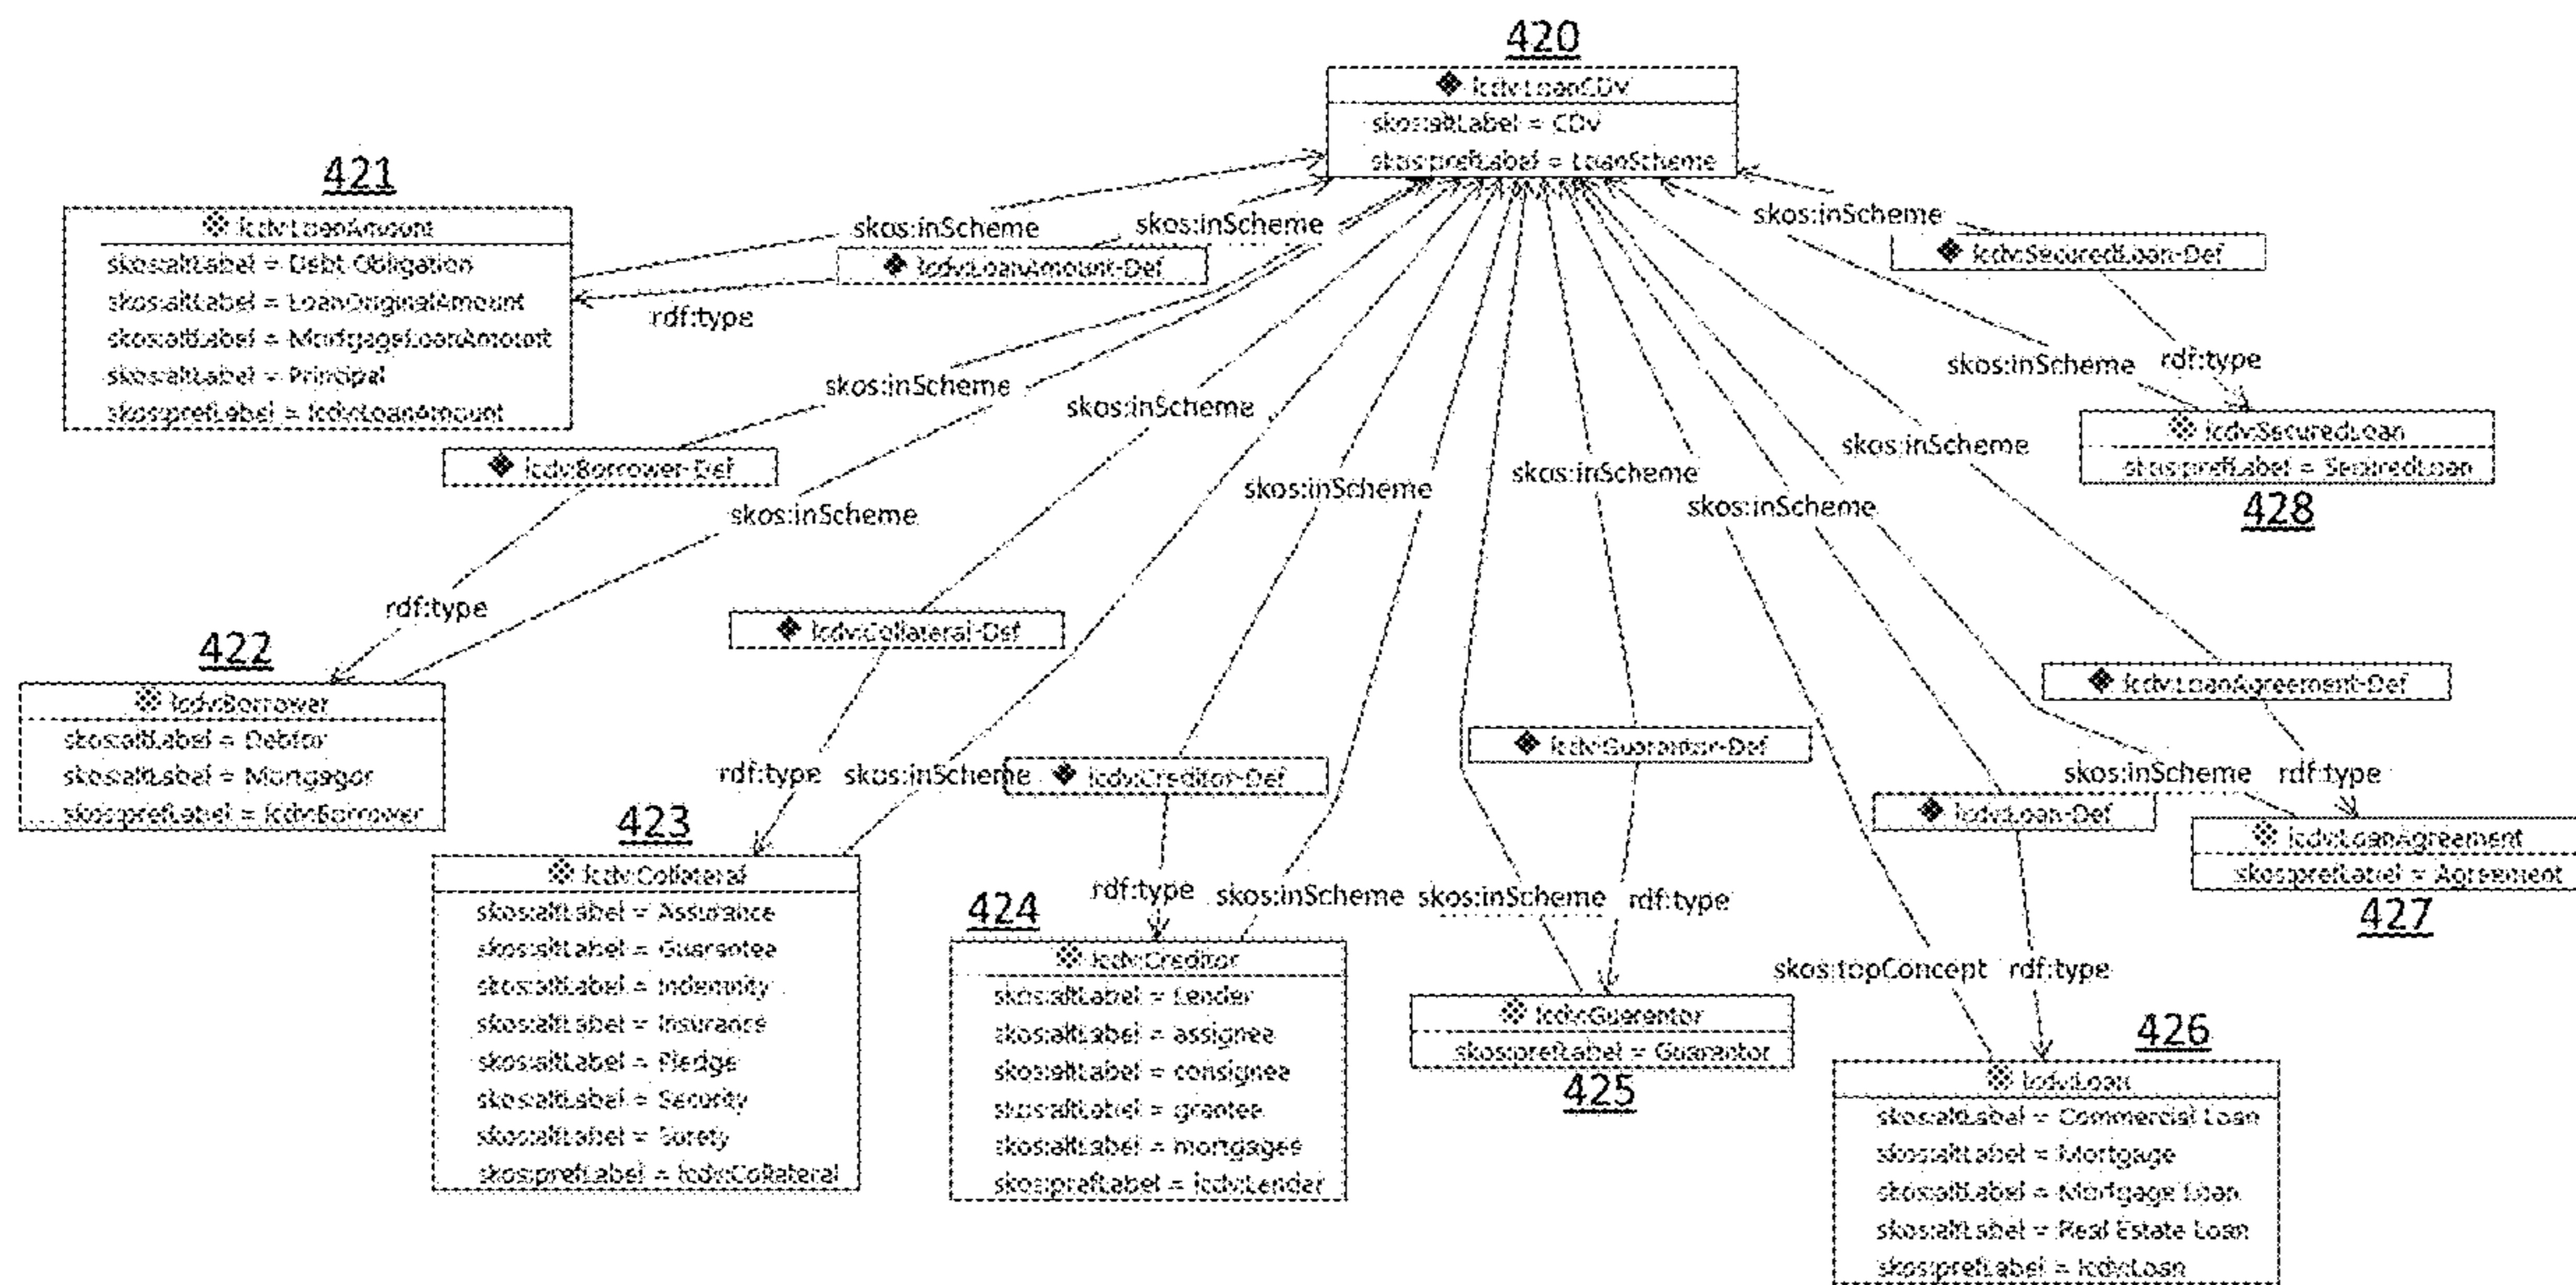 420
lcdv:LoanCDV
skos:altLabel = CDV
skos:prefLabel = LoanScheme
421
lcdv:LoanAmount
skos:altLabel = Debt Obligation
skos:altLabel = LoanOriginalAmount
skos:altLabel = MortgageLoanAmount
skos:altLabel = Principal
skos:prefLabel = lcdv:LoanAmount
skos:inScheme
skos:inScheme
lcdv:LoanAmount-Def
rdf:type
skos:inScheme
lcdv:SecuredLoan-Def
skos:inScheme
rdf:type
lcdv:SecuredLoan
skos:prefLabel = SecuredLoan
428
skos:inScheme
skos:inScheme
skos:inScheme
lcdv:Borrower-Def
skos:inScheme
skos:inScheme
skos:inScheme
skos:inScheme
rdf:type
422
lcdv:Borrower
skos:altLabel = Debtor
skos:altLabel = Mortgagor
skos:prefLabel = lcdv:Borrower
lcdv:Collateral-Def
rdf:type
skos:inScheme
423
lcdv:Collateral
skos:altLabel = Assurance
skos:altLabel = Guarantee
skos:altLabel = Indemnity
skos:altLabel = Insurance
skos:altLabel = Pledge
skos:altLabel = Security
skos:altLabel = Surety
skos:prefLabel = lcdv:Collateral
lcdv:Creditor-Def
rdf:type
skos:inScheme
424
lcdv:Creditor
skos:altLabel = Lender
skos:altLabel = assignee
skos:altLabel = consignee
skos:altLabel = grantee
skos:altLabel = mortgages
skos:prefLabel = lcdv:Lender
lcdv:Guarantor-Def
skos:inScheme
rdf:type
lcdv:Guarantor
skos:prefLabel = Guarantor
425
lcdv:Loan-Def
skos:topConcept
rdf:type
426
lcdv:Loan
skos:altLabel = Commercial Loan
skos:altLabel = Mortgage
skos:altLabel = Mortgage Loan
skos:altLabel = Real Estate Loan
skos:prefLabel = lcdv:Loan
lcdv:LoanAgreement-Def
skos:inScheme
rdf:type
lcdv:LoanAgreement
skos:prefLabel = Agreement
427